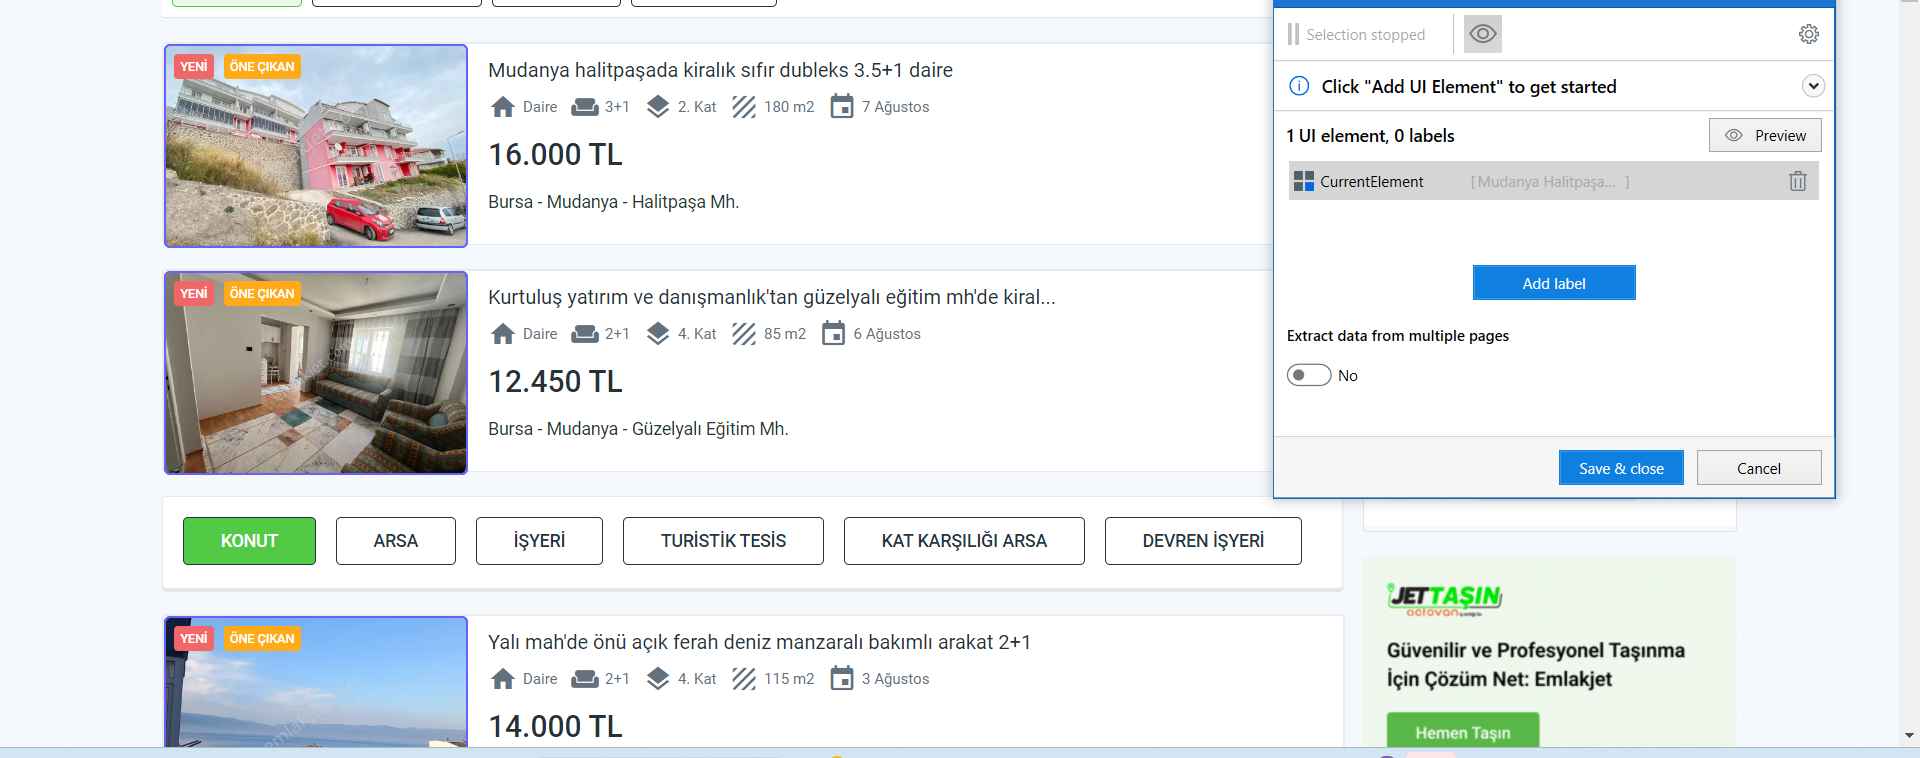 YENİ ÖNE ÇIKAN
Mudanya halitpaşada kiralık sıfır dubleks 3.5+1 daire
Daire 3+1 2. Kat 180 m2 7 Ağustos
16.000 TL
Bursa - Mudanya - Halitpaşa Mh.
YENİ ÖNE ÇIKAN
Kurtuluş yatırım ve danışmanlık'tan güzelyalı eğitim mh'de kiral...
Daire 2+1 4. Kat 85 m2 6 Ağustos
12.450 TL
Bursa - Mudanya - Güzelyalı Eğitim Mh.
KONUT ARSA İŞYERİ TURİSTİK TESİS KAT KARŞILIĞI ARSA DEVREN İŞYERİ
YENİ ÖNE ÇIKAN
Yalı mah'de önü açık ferah deniz manzaralı bakımlı arakat 2+1
Daire 2+1 4. Kat 115 m2 3 Ağustos
14.000 TL
Selection stopped
Click "Add UI Element" to get started
1 UI element, 0 labels
Preview
CurrentElement [ Mudanya Halitpaşa... ]
Add label
Extract data from multiple pages
No
Save & close Cancel
JETTAŞIN
octovan
Güvenilir ve Profesyonel Taşınma
İçin Çözüm Net: Emlakjet
Hemen Taşın